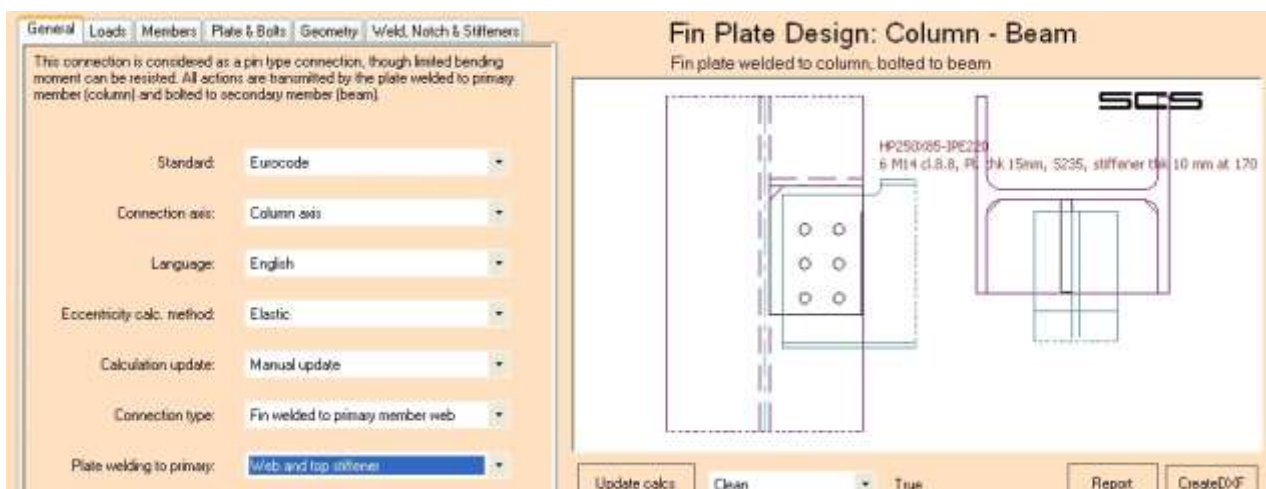 General Loads Members Plate & Bolts Geometry Weld, Notch & Stiffeners
This connection is considered as a pin type connection, though limited bending
moment can be resisted. All actions are transmitted by the plate welded to primary
member (column) and bolted to secondary member (beam).
Standard: Eurocode
Connection axis: Column axis
Language: English
Eccentricity calc. method: Elastic
Calculation update: Manual update
Connection type: Fin welded to primary member web
Plate welding to primary: Web and top stiffener
Fin Plate Design: Column - Beam
Fin plate welded to column, bolted to beam
SCS
HP250X85-IPE220
6 M14 cl.8.8, PL thk 15mm, S235, stiffener thk 10 mm at 170
Update calcs Clean True Report CreateDXF